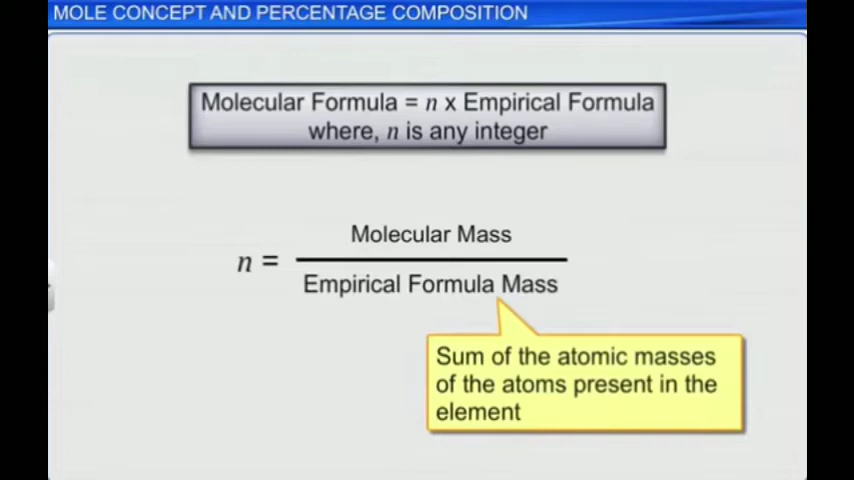 MOLE CONCEPT AND PERCENTAGE COMPOSITION
Molecular Formula = n x Empirical Formula
where, n is any integer
Molecular Mass
n =
Empirical Formula Mass
Sum of the atomic masses
of the atoms present in the
element